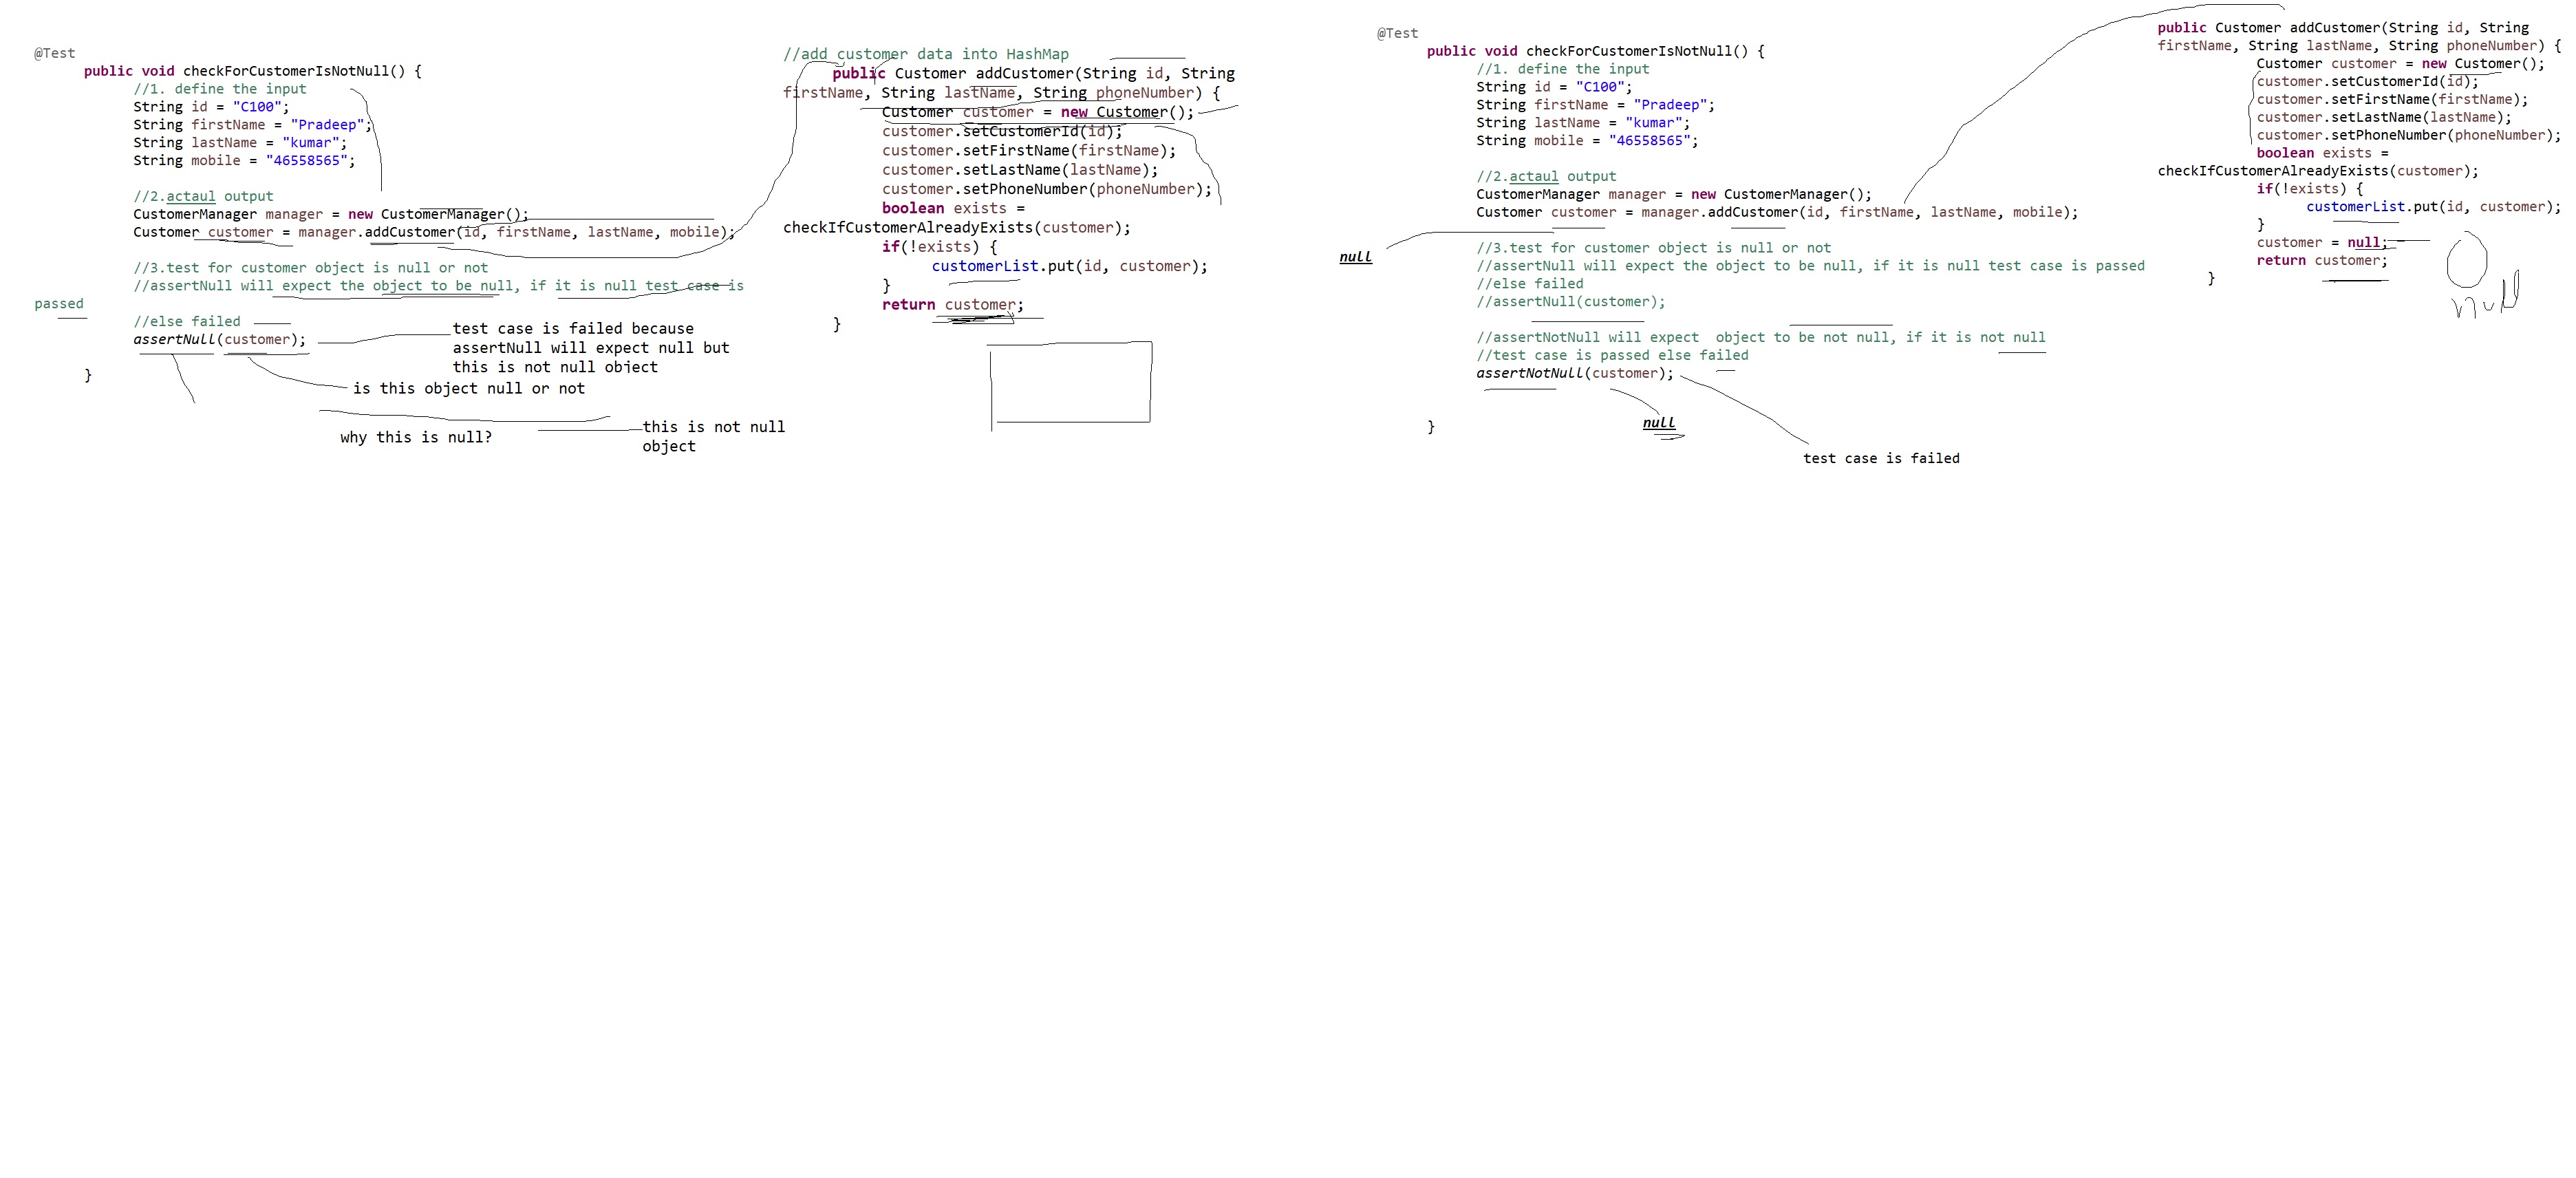 @Test
public void checkForCustomerIsNotNull() {
//1. define the input
String id = "C100";
String firstName = "Pradeep";
String lastName = "kumar";
String mobile = "46558565";
//2.actaul output
CustomerManager manager = new CustomerManager();
Customer customer = manager.addCustomer(id, firstName, lastName, mobile);
//3.test for customer object is null or not
//assertNull will expect the object to be null, if it is null test case is
passed
//else failed
assertNull(customer);
}
test case is failed because
assertNull will expect null but
this is not null object
is this object null or not
why this is null?
this is not null
object
//add customer data into HashMap
public Customer addCustomer(String id, String
firstName, String lastName, String phoneNumber) {
Customer customer = new Customer();
customer.setCustomerId(id);
customer.setFirstName(firstName);
customer.setLastName(lastName);
customer.setPhoneNumber(phoneNumber);
boolean exists =
checkIfCustomerAlreadyExists(customer);
if(!exists) {
customerList.put(id, customer);
}
return customer;
}
@Test
public void checkForCustomerIsNotNull() {
//1. define the input
String id = "C100";
String firstName = "Pradeep";
String lastName = "kumar";
String mobile = "46558565";
//2.actaul output
CustomerManager manager = new CustomerManager();
Customer customer = manager.addCustomer(id, firstName, lastName, mobile);
null
//3.test for customer object is null or not
//assertNull will expect the object to be null, if it is null test case is passed
//else failed
//assertNull(customer);
//assertNotNull will expect  object to be not null, if it is not null
//test case is passed else failed
assertNotNull(customer);
null
}
test case is failed
public Customer addCustomer(String id, String
firstName, String lastName, String phoneNumber) {
Customer customer = new Customer();
customer.setCustomerId(id);
customer.setFirstName(firstName);
customer.setLastName(lastName);
customer.setPhoneNumber(phoneNumber);
boolean exists =
checkIfCustomerAlreadyExists(customer);
if(!exists) {
customerList.put(id, customer);
}
customer = null;
return customer;
}
null